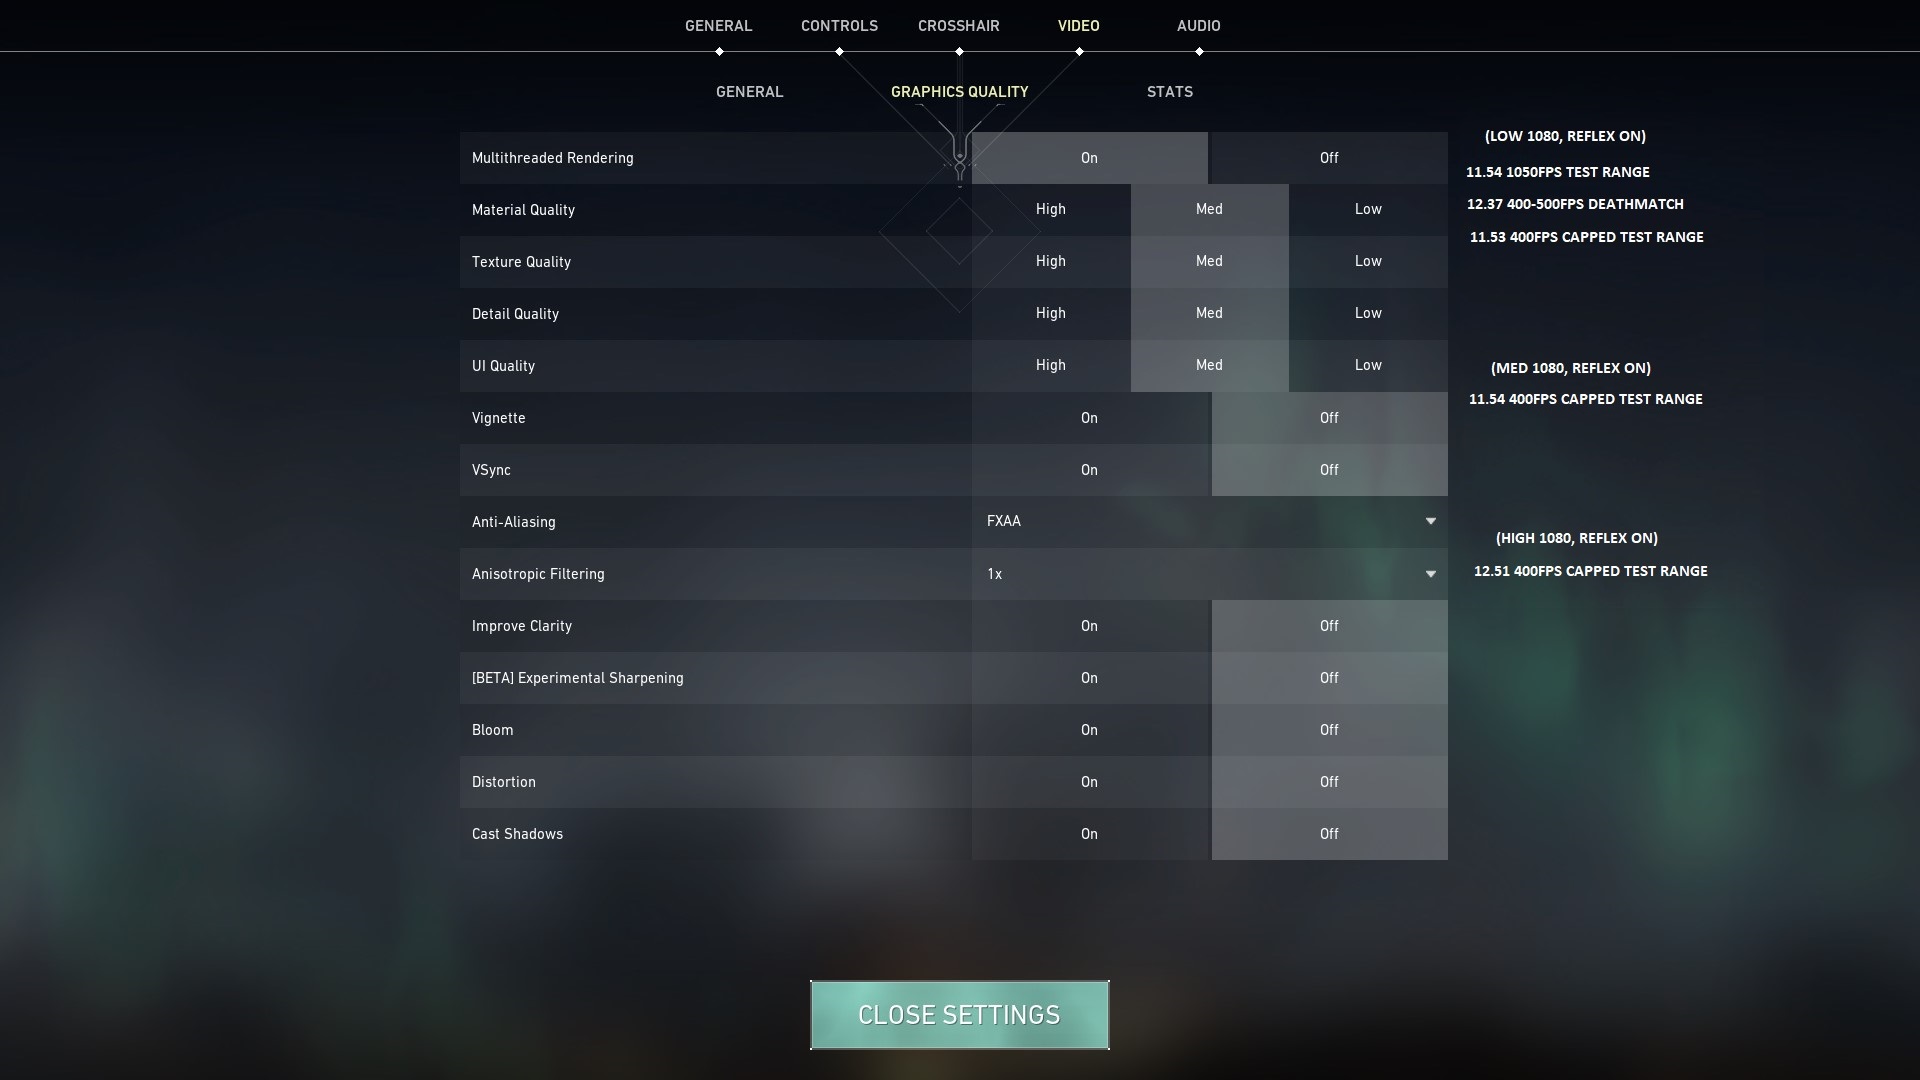 GENERAL CONTROLS CROSSHAIR VIDEO AUDIO
GENERAL GRAPHICS QUALITY STATS
Multithreaded Rendering On Off
Material Quality High Med Low
Texture Quality High Med Low
Detail Quality High Med Low
UI Quality High Med Low
Vignette On Off
VSync On Off
Anti-Aliasing FXAA
Anisotropic Filtering 1x
Improve Clarity On Off
[BETA] Experimental Sharpening On Off
Bloom On Off
Distortion On Off
Cast Shadows On Off
(LOW 1080, REFLEX ON)
11.54 1050FPS TEST RANGE
12.37 400-500FPS DEATHMATCH
11.53 400FPS CAPPED TEST RANGE
(MED 1080, REFLEX ON)
11.54 400FPS CAPPED TEST RANGE
(HIGH 1080, REFLEX ON)
12.51 400FPS CAPPED TEST RANGE
CLOSE SETTINGS